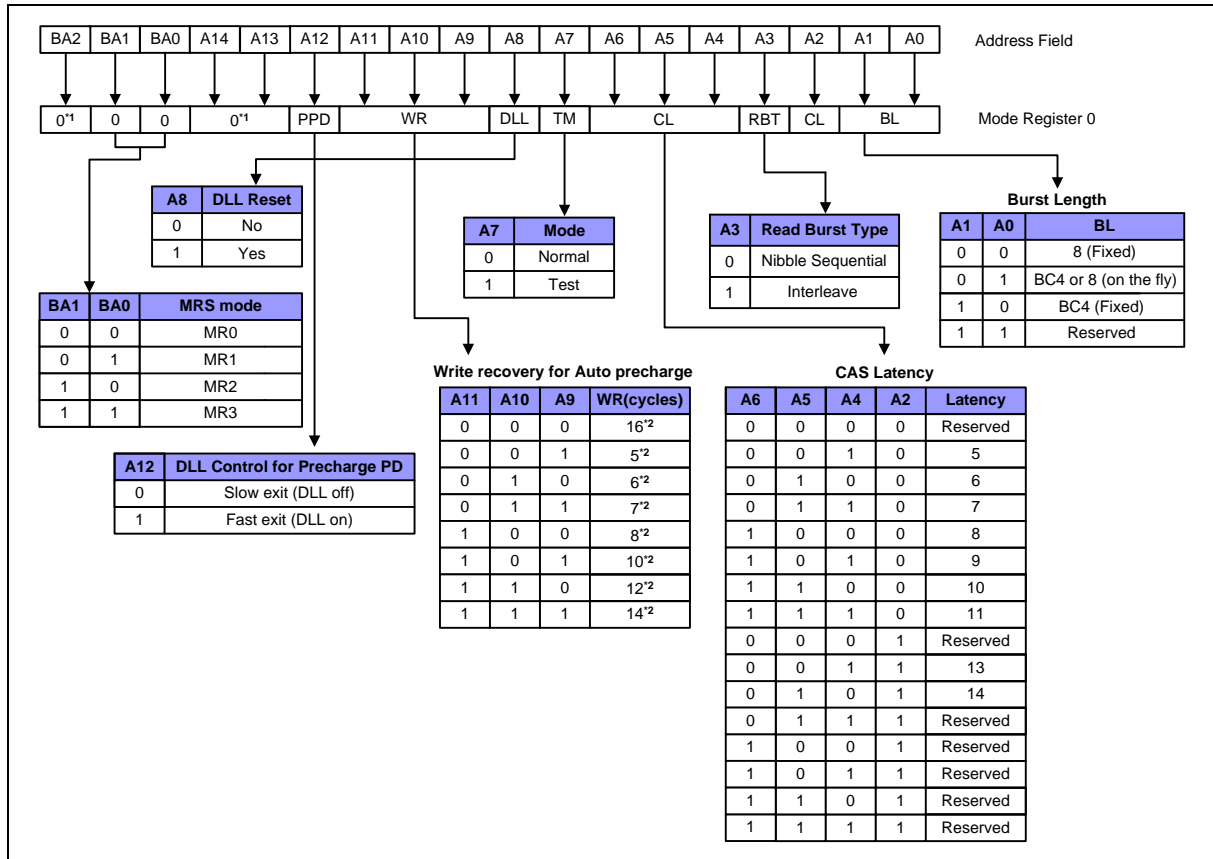 BA2 BA1 BA0 A14 A13 A12 A11 A10 A9 A8 A7 A6 A5 A4 A3 A2 A1 A0 Address Field
0*1 0 0 0*1 PPD WR DLL TM CL RBT CL BL Mode Register 0
A8 DLL Reset
0 No
1 Yes
A7 Mode
0 Normal
1 Test
A3 Read Burst Type
0 Nibble Sequential
1 Interleave
Burst Length
A1 A0 BL
0 0 8 (Fixed)
0 1 BC4 or 8 (on the fly)
1 0 BC4 (Fixed)
1 1 Reserved
BA1 BA0 MRS mode
0 0 MR0
0 1 MR1
1 0 MR2
1 1 MR3
A12 DLL Control for Precharge PD
0 Slow exit (DLL off)
1 Fast exit (DLL on)
Write recovery for Auto precharge
A11 A10 A9 WR(cycles)
0 0 0 16*2
0 0 1 5*2
0 1 0 6*2
0 1 1 7*2
1 0 0 8*2
1 0 1 10*2
1 1 0 12*2
1 1 1 14*2
CAS Latency
A6 A5 A4 A2 Latency
0 0 0 0 Reserved
0 0 1 0 5
0 1 0 0 6
0 1 1 0 7
1 0 0 0 8
1 0 1 0 9
1 1 0 0 10
1 1 1 0 11
0 0 0 1 Reserved
0 0 1 1 13
0 1 0 1 14
0 1 1 1 Reserved
1 0 0 1 Reserved
1 0 1 1 Reserved
1 1 0 1 Reserved
1 1 1 1 Reserved